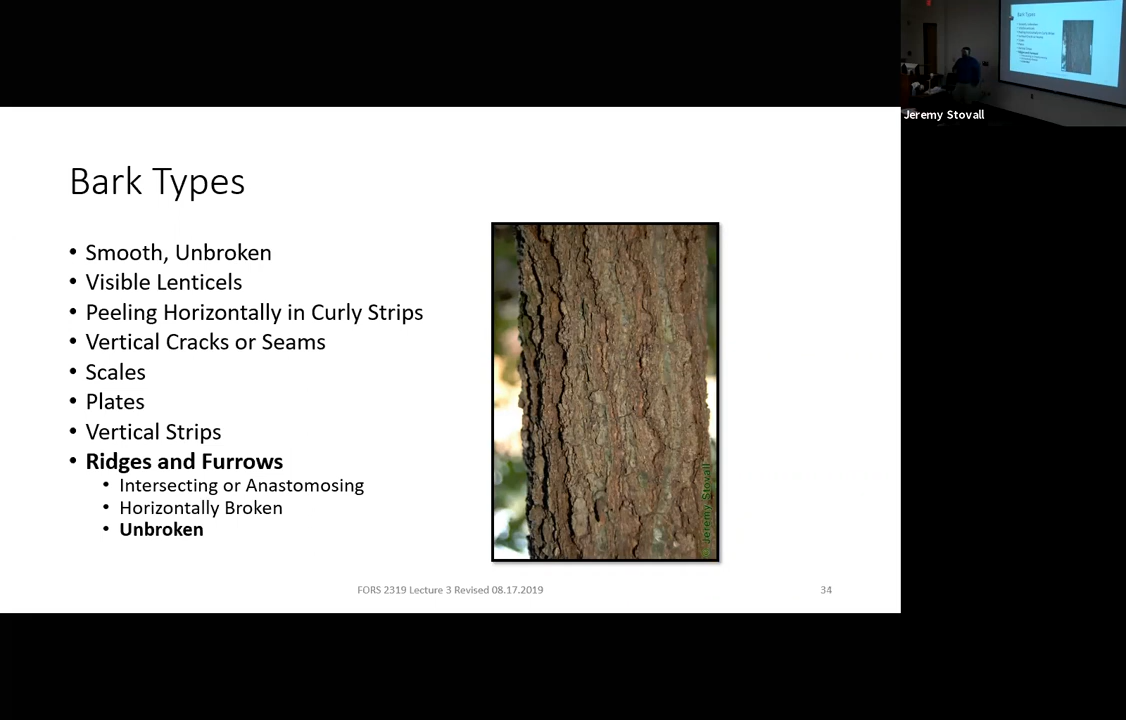 Jeremy Stovall
Bark Types
• Smooth, Unbroken
• Visible Lenticels
• Peeling Horizontally in Curly Strips
• Vertical Cracks or Seams
• Scales
• Plates
• Vertical Strips
• Ridges and Furrows
• Intersecting or Anastomosing
• Horizontally Broken
• Unbroken
© Jeremy Stovall
FORS 2319 Lecture 3 Revised 08.17.2019
34